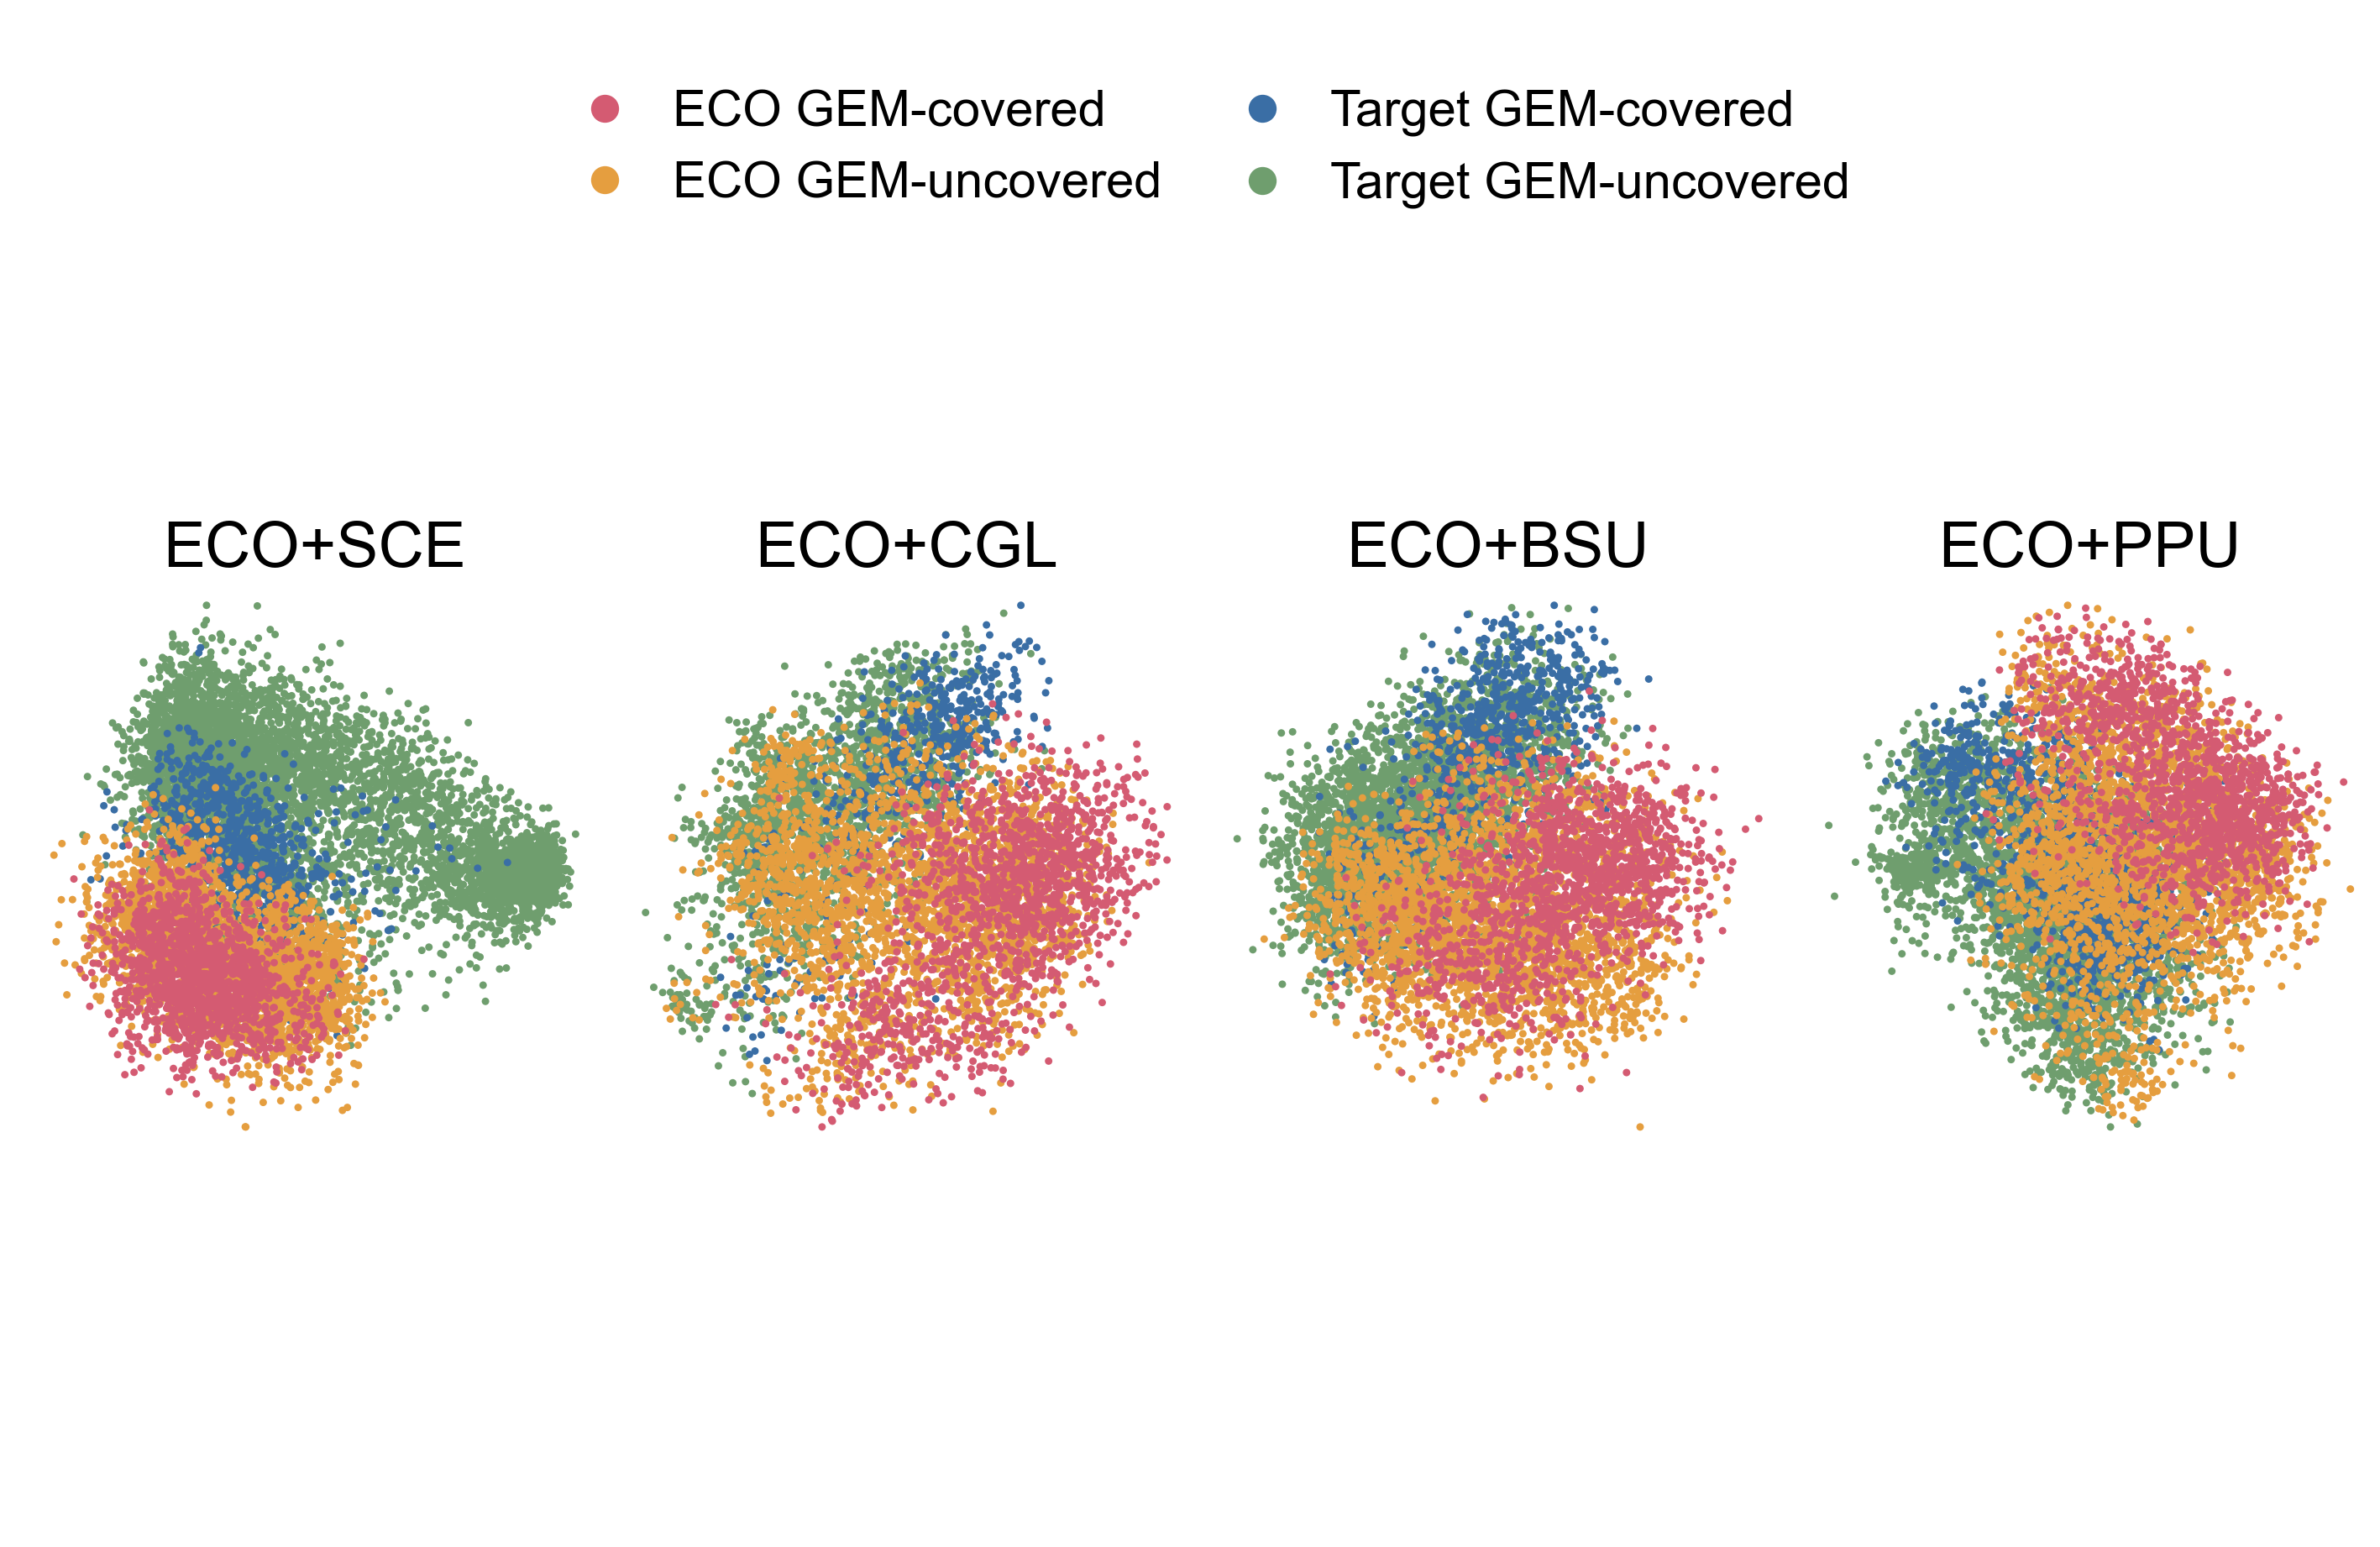 ECO GEM-covered
Target GEM-covered
ECO GEM-uncovered
Target GEM-uncovered
ECO+SCE
ECO+CGL
ECO+BSU
ECO+PPU